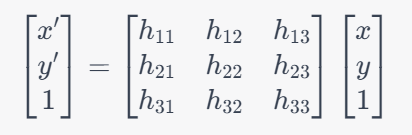 x′ h₁₁ h₁₂ h₁₃ x
y′ = h₂₁ h₂₂ h₂₃ y
1 h₃₁ h₃₂ h₃₃ 1